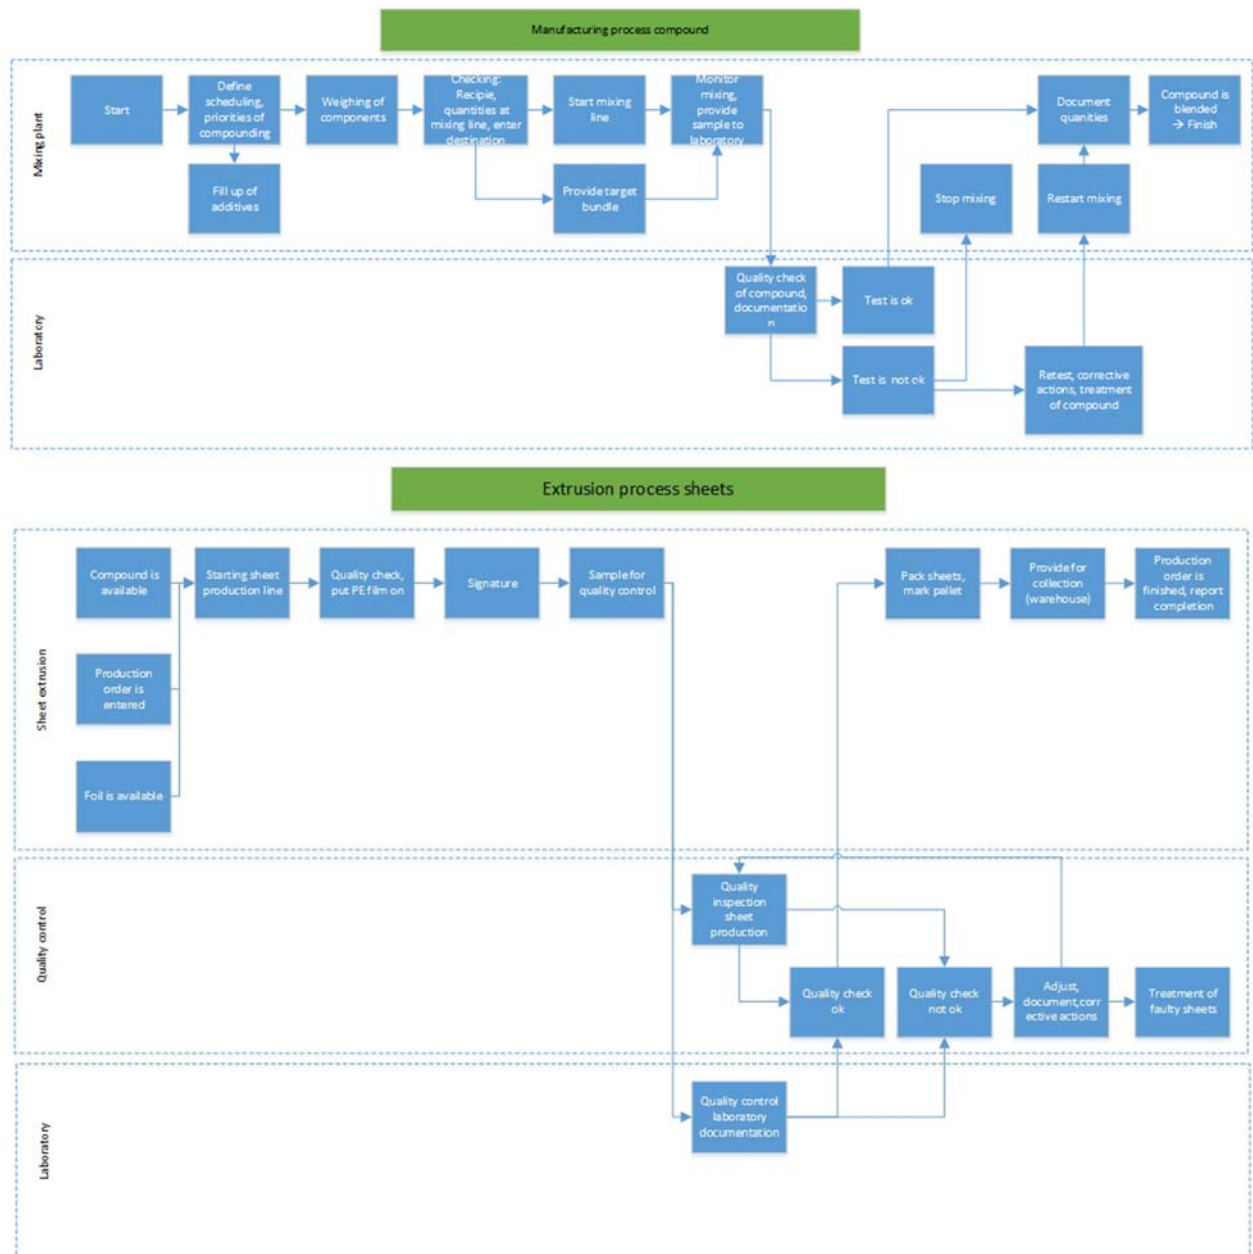 Manufacturing process compound
Mixing plant
Start
Define
scheduling,
priorities of
compounding
Weighing of
components
Checking:
Recipie,
quantities at
mixing line, enter
destination
Start mixing
line
Monitor
mixing,
provide
sample to
laboratory
Document
quanities
Compound is
blended
→ Finish
Fill up of
additives
Provide target
bundle
Stop mixing
Restart mixing
Laboratory
Quality check
of compound,
documentatio
n
Test is ok
Test is not ok
Retest, corrective
actions, treatment
of compound
Extrusion process sheets
Sheet extrusion
Compound is
available
Starting sheet
production line
Quality check,
put PE film on
Signature
Sample for
quality control
Pack sheets,
mark pallet
Provide for
collection
(warehouse)
Production
order is
finished, report
completion
Production
order is
entered
Foil is available
Quality control
Quality
inspection
sheet
production
Quality check
ok
Quality check
not ok
Adjust,
document,corr
ective actions
Treatment of
faulty sheets
Laboratory
Quality control
laboratory
documentation